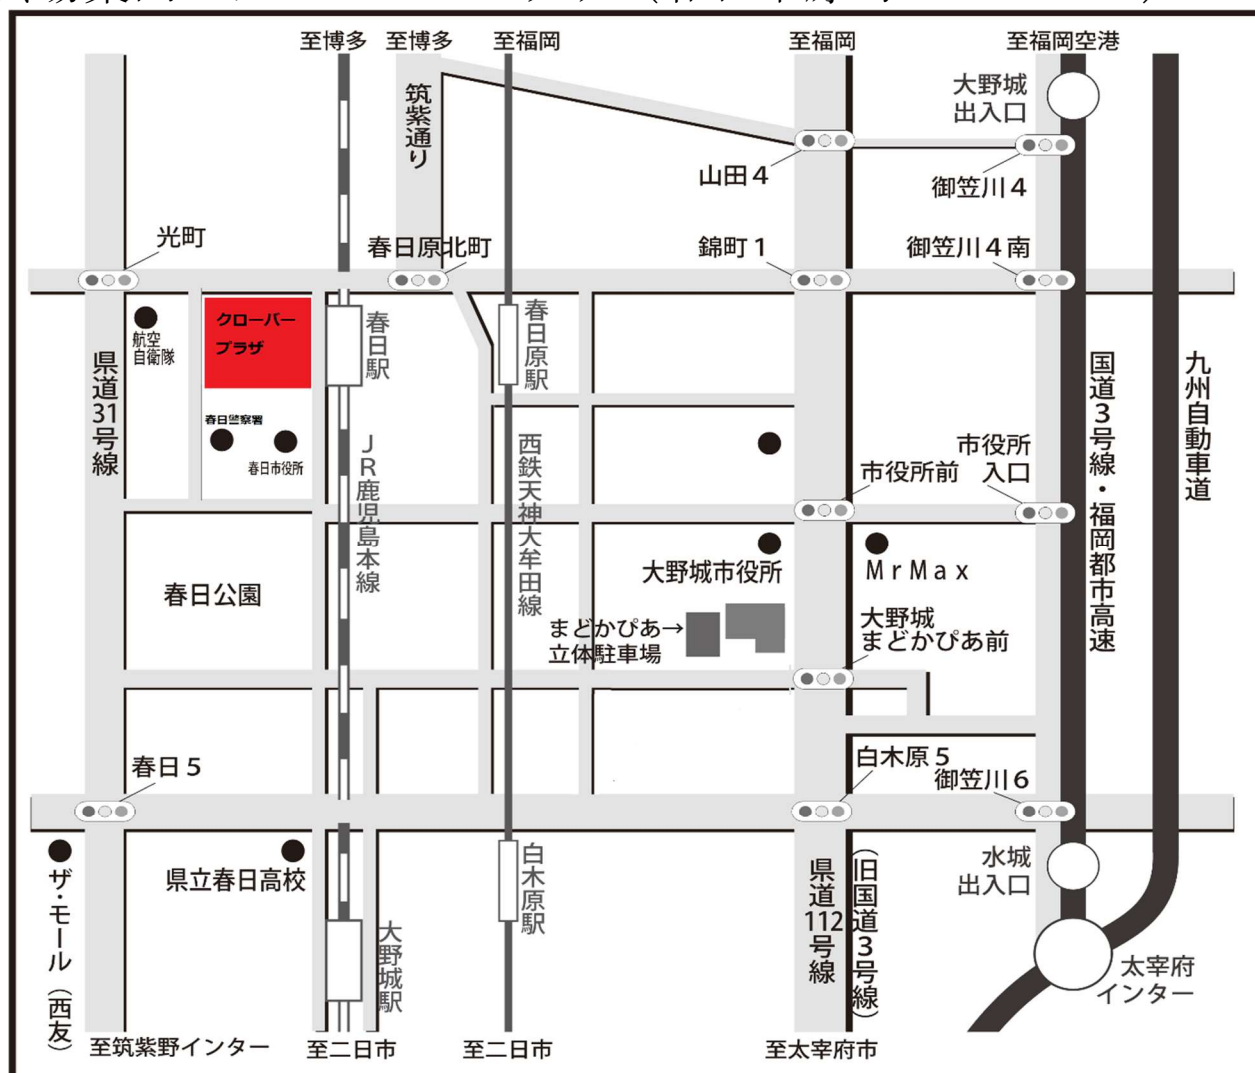 至博多
至博多
至福岡
至福岡
至福岡空港
大野城
出入口
筑紫通り
山田4
御笠川4
光町
春日原北町
錦町1
御笠川4南
クローバー
プラザ
航空
自衛隊
春日駅
春日原駅
県道31号線
国道3号線・福岡都市高速
九州自動車道
春日警察署
春日市役所
JR鹿児島本線
西鉄天神大牟田線
市役所前
市役所
入口
大野城市役所
MrMax
春日公園
まどかぴあ→
立体駐車場
大野城
まどかぴあ前
春日5
白木原5
御笠川6
県立春日高校
白木原駅
水城
出入口
ザ・モール(西友)
大野城駅
県道112号線
(旧国道3号線)
太宰府
インター
至筑紫野インター
至二日市
至二日市
至太宰府市